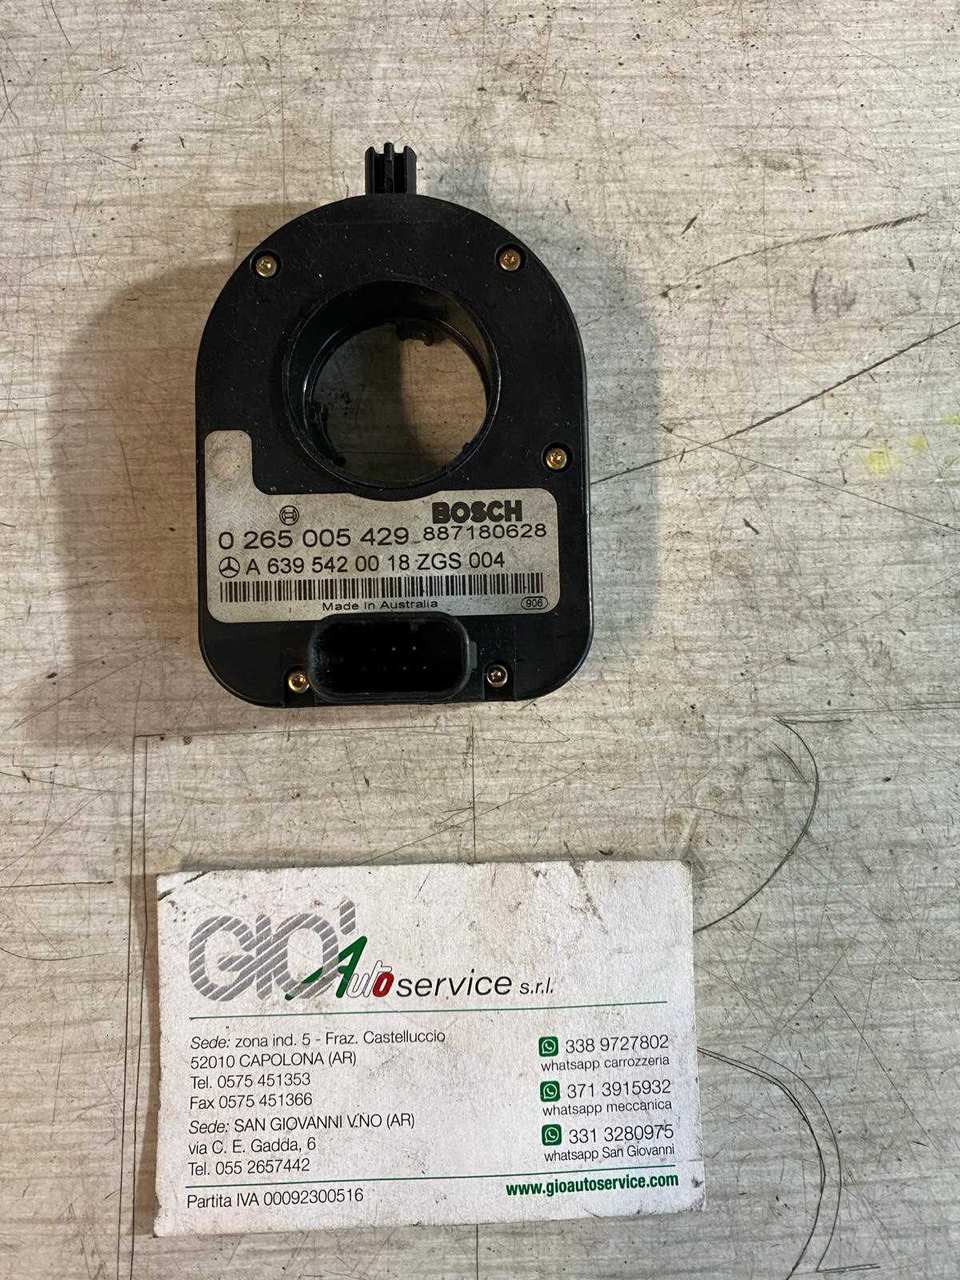 BOSCH
0 265 005 429 887180628
A 639 542 00 18 ZGS 004
Made in Australia
906
GIO' Autoservice s.r.l.
Sede: zona ind. 5 - Fraz. Castelluccio
52010 CAPOLONA (AR)
Tel. 0575 451353
Fax 0575 451366
Sede: SAN GIOVANNI V.NO (AR)
via C. E. Gadda, 6
Tel. 055 2657442
Partita IVA 00092300516
338 9727802
whatsapp carrozzeria
371 3915932
whatsapp meccanica
331 3280975
whatsapp San Giovanni
www.gioautoservice.com